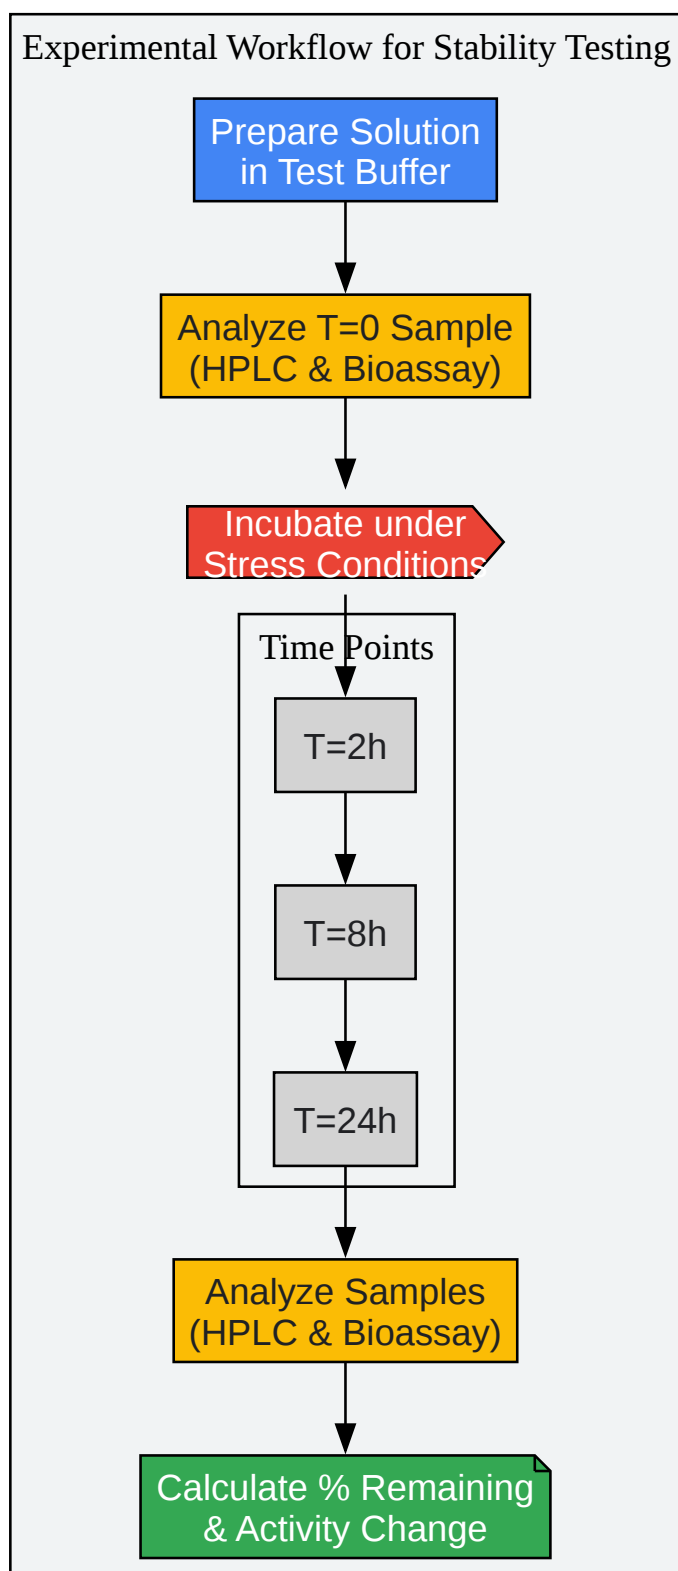 Experimental Workflow for Stability Testing
Prepare Solution
in Test Buffer
Analyze T=0 Sample
(HPLC & Bioassay)
Incubate under
Stress Conditions
Time Points
T=2h
T=8h
T=24h
Analyze Samples
(HPLC & Bioassay)
Calculate % Remaining
& Activity Change